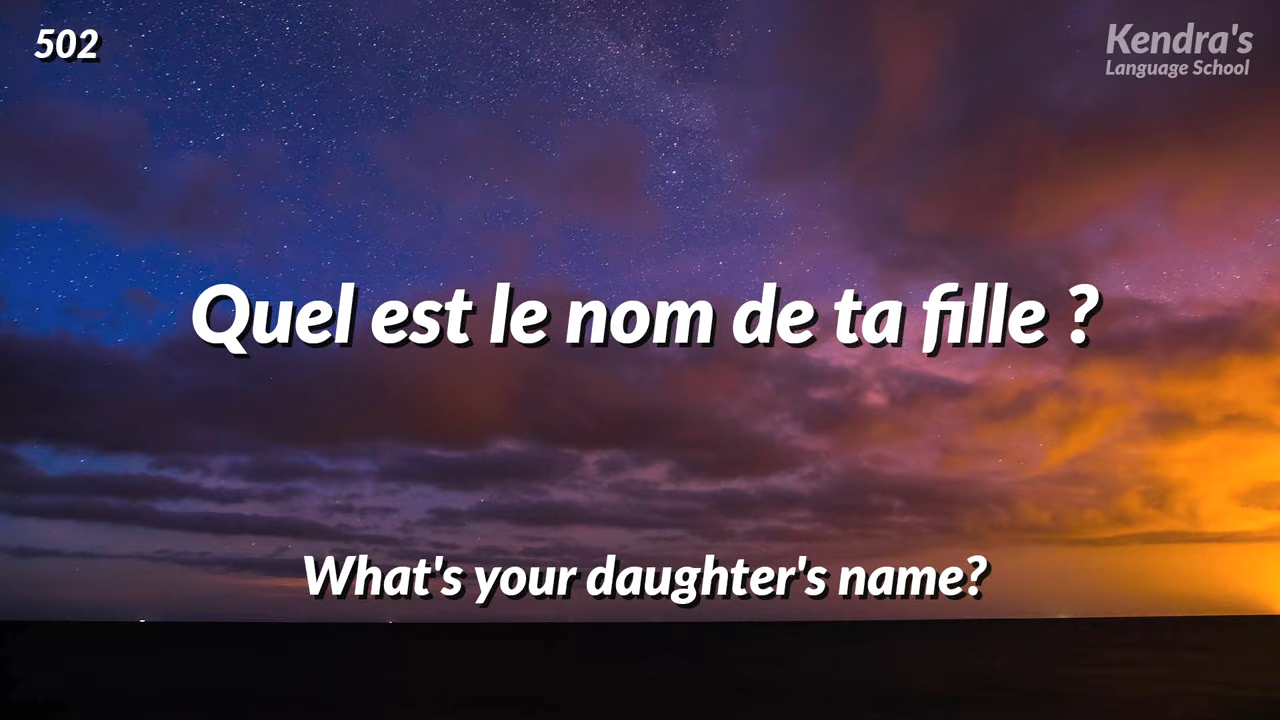 502
Kendra's
Language School
Quel est le nom de ta fille ?
What's your daughter's name?